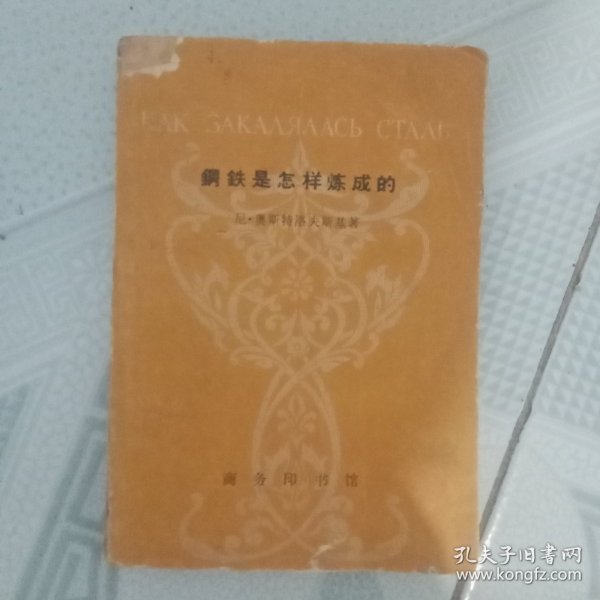 КАК ЗАКАЛЯЛАСЬ СТАЛЬ
鋼鉄是怎样炼成的
尼·奥斯特洛夫斯基著
商务印书馆
孔夫子旧书网
www.kongfz.com